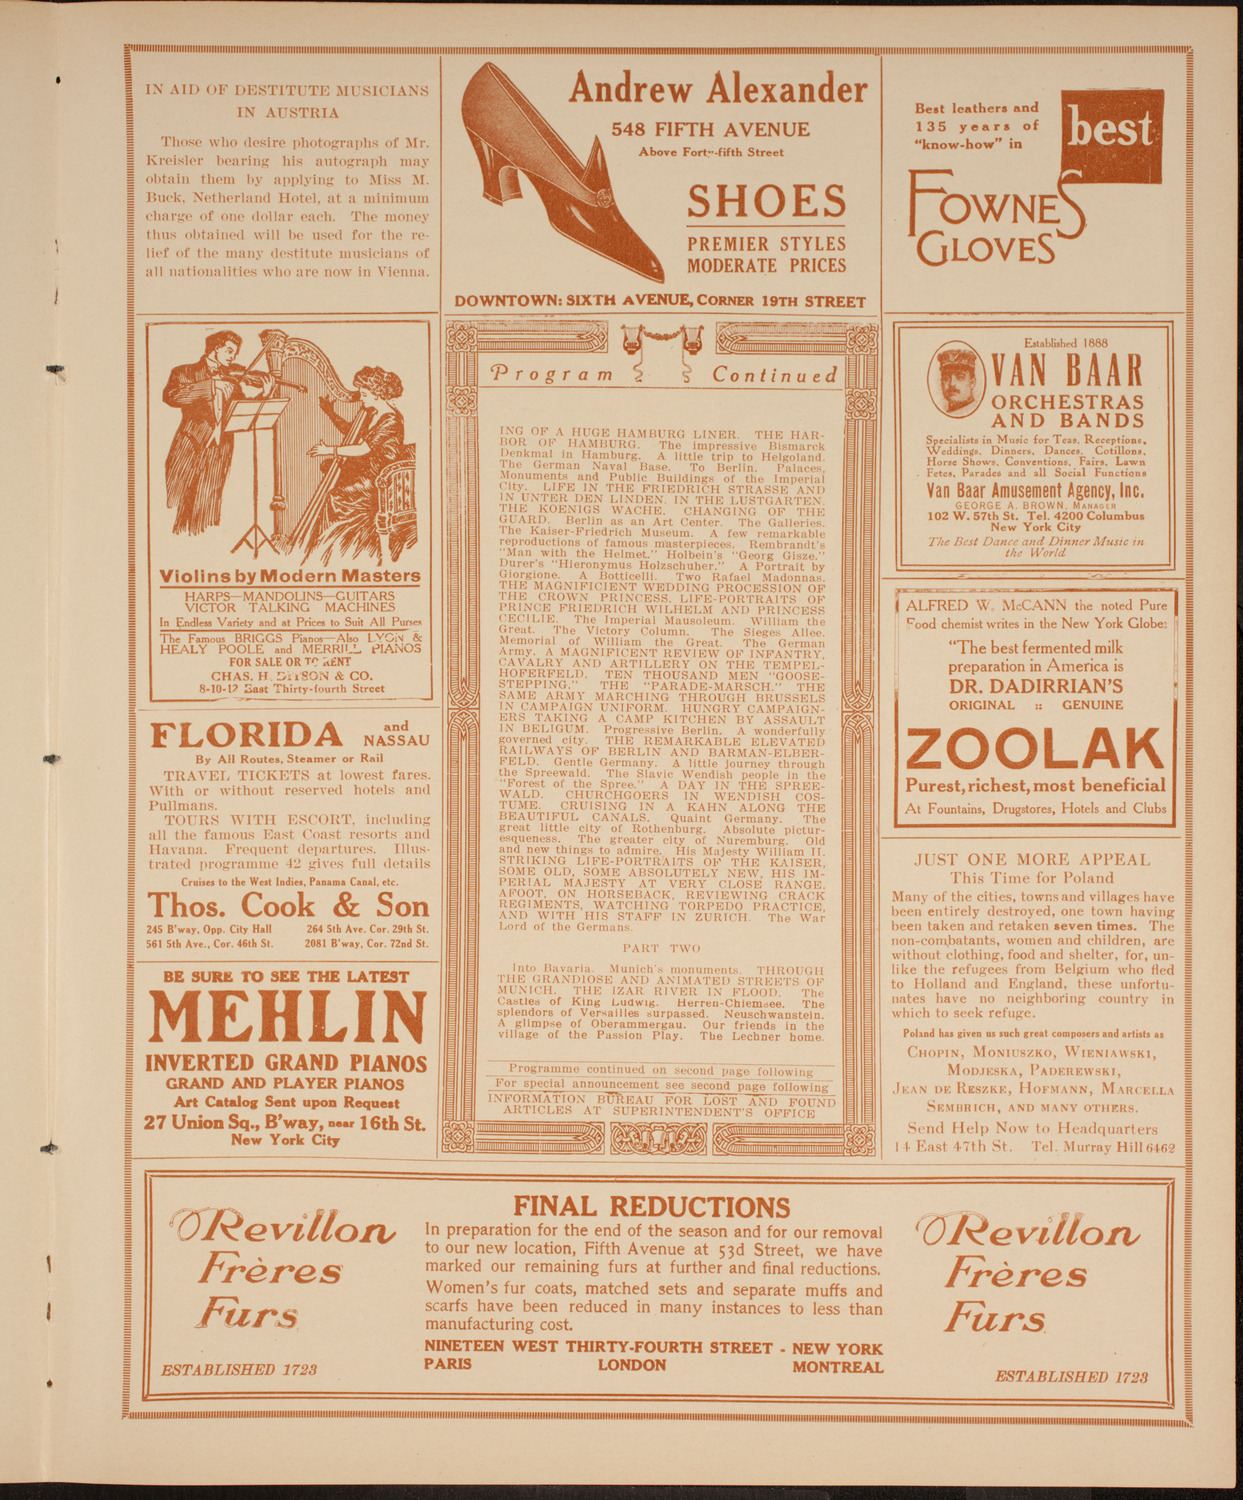 IN AID OF DESTITUTE MUSICIANS
IN AUSTRIA
Those who desire photographs of Mr.
Kreisler bearing his autograph may
obtain them by applying to Miss M.
Buck, Netherland Hotel, at a minimum
charge of one dollar each. The money
thus obtained will be used for the re-
lief of the many destitute musicians of
all nationalities who are now in Vienna.
Andrew Alexander
548 FIFTH AVENUE
Above Forty-fifth Street
SHOES
PREMIER STYLES
MODERATE PRICES
DOWNTOWN: SIXTH AVENUE, CORNER 19TH STREET
Best leathers and
135 years of
"know-how" in
best
FOWNES
GLOVES
Violins by Modern Masters
HARPS—MANDOLINS—GUITARS
VICTOR TALKING MACHINES
In Endless Variety and at Prices to Suit All Purses
The Famous BRIGGS Pianos—Also LYON &
HEALY POOLE and MERRILL PIANOS
FOR SALE OR TO RENT
CHAS. H. DITSON & CO.
8-10-12 East Thirty-fourth Street
FLORIDA and NASSAU
By All Routes, Steamer or Rail
TRAVEL TICKETS at lowest fares.
With or without reserved hotels and
Pullmans.
TOURS WITH ESCORT, including
all the famous East Coast resorts and
Havana. Frequent departures. Illus-
trated programme 42 gives full details
Cruises to the West Indies, Panama Canal, etc.
Thos. Cook & Son
245 B'way, Opp. City Hall 264 5th Ave. Cor. 29th St.
561 5th Ave., Cor. 46th St. 2081 B'way, Cor. 72nd St.
BE SURE TO SEE THE LATEST
MEHLIN
INVERTED GRAND PIANOS
GRAND AND PLAYER PIANOS
Art Catalog Sent upon Request
27 Union Sq., B'way, near 16th St.
New York City
Program Continued
ING OF A HUGE HAMBURG LINER. THE HAR-
BOR OF HAMBURG. The impressive Bismarck
Denkmal in Hamburg. A little trip to Helgoland.
The German Naval Base. To Berlin. Palaces,
Monuments and Public Buildings of the Imperial
City. LIFE IN THE FRIEDRICH STRASSE AND
IN UNTER DEN LINDEN. IN THE LUSTGARTEN.
THE KOENIGS WACHE. CHANGING OF THE
GUARD. Berlin as an Art Center. The Galleries.
The Kaiser-Friedrich Museum. A few remarkable
reproductions of famous masterpieces. Rembrandt's
"Man with the Helmet." Holbein's "Georg Gisze."
Durer's "Hieronymus Holzschuher." A Portrait by
Giorgione. A Botticelli. Two Rafael Madonnas.
THE MAGNIFICIENT WEDDING PROCESSION OF
THE CROWN PRINCESS. LIFE-PORTRAITS OF
PRINCE FRIEDRICH WILHELM AND PRINCESS
CECILIE. The Imperial Mausoleum. William the
Great. The Victory Column. The Sieges Allee.
Memorial of William the Great. The German
Army. A MAGNIFICENT REVIEW OF INFANTRY,
CAVALRY AND ARTILLERY ON THE TEMPEL-
HOFERFELD. TEN THOUSAND MEN "GOOSE-
STEPPING." THE "PARADE-MARSCH." THE
SAME ARMY MARCHING THROUGH BRUSSELS
IN CAMPAIGN UNIFORM. HUNGRY CAMPAIGN-
ERS TAKING A CAMP KITCHEN BY ASSAULT
IN BELIGUM. Progressive Berlin. A wonderfully
governed city. THE REMARKABLE ELEVATED
RAILWAYS OF BERLIN AND BARMAN-ELBER-
FELD. Gentle Germany. A little journey through
the Spreewald. The Slavic Wendish people in the
"Forest of the Spree." A DAY IN THE SPREE-
WALD. CHURCHGOERS IN WENDISH COS-
TUME. CRUISING IN A KAHN ALONG THE
BEAUTIFUL CANALS. Quaint Germany. The
great little city of Rothenburg. Absolute pictur-
esqueness. The greater city of Nuremburg. Old
and new things to admire. His Majesty William II.
STRIKING LIFE-PORTRAITS OF THE KAISER,
SOME OLD, SOME ABSOLUTELY NEW, HIS IM-
PERIAL MAJESTY AT VERY CLOSE RANGE,
AFOOT, ON HORSEBACK, REVIEWING CRACK
REGIMENTS, WATCHING TORPEDO PRACTICE,
AND WITH HIS STAFF IN ZURICH. The War
Lord of the Germans.
PART TWO
Into Bavaria. Munich's monuments. THROUGH
THE GRANDIOSE AND ANIMATED STREETS OF
MUNICH. THE IZAR RIVER IN FLOOD. The
Castles of King Ludwig. Herren-Chiemsee. The
splendors of Versailles surpassed. Neuschwanstein.
A glimpse of Oberammergau. Our friends in the
village of the Passion Play. The Lechner home.
Programme continued on second page following
For special announcement see second page following
INFORMATION BUREAU FOR LOST AND FOUND
ARTICLES AT SUPERINTENDENT'S OFFICE
Established 1888
VAN BAAR
ORCHESTRAS
AND BANDS
Specialists in Music for Teas, Receptions,
Weddings, Dinners, Dances, Cotillons,
Horse Shows, Conventions, Fairs, Lawn
Fetes, Parades and all Social Functions
Van Baar Amusement Agency, Inc.
GEORGE A. BROWN, MANAGER
102 W. 57th St. Tel. 4200 Columbus
New York City
The Best Dance and Dinner Music in
the World
ALFRED W. McCANN the noted Pure
Food chemist writes in the New York Globe:
"The best fermented milk
preparation in America is
DR. DADIRRIAN'S
ORIGINAL :: GENUINE
ZOOLAK
Purest, richest, most beneficial
At Fountains, Drugstores, Hotels and Clubs
JUST ONE MORE APPEAL
This Time for Poland
Many of the cities, towns and villages have
been entirely destroyed, one town having
been taken and retaken seven times. The
non-combatants, women and children, are
without clothing, food and shelter, for, un-
like the refugees from Belgium who fled
to Holland and England, these unfortu-
nates have no neighboring country in
which to seek refuge.
Poland has given us such great composers and artists as
CHOPIN, MONIUSZKO, WIENIAWSKI,
MODJESKA, PADEREWSKI,
JEAN DE RESZKE, HOFMANN, MARCELLA
SEMBRICH, AND MANY OTHERS.
Send Help Now to Headquarters
14 East 47th St. Tel. Murray Hill 6462
Revillon
Frères
Furs
ESTABLISHED 1723
FINAL REDUCTIONS
In preparation for the end of the season and for our removal
to our new location, Fifth Avenue at 53d Street, we have
marked our remaining furs at further and final reductions.
Women's fur coats, matched sets and separate muffs and
scarfs have been reduced in many instances to less than
manufacturing cost.
NINETEEN WEST THIRTY-FOURTH STREET - NEW YORK
PARIS LONDON MONTREAL
Revillon
Frères
Furs
ESTABLISHED 1723